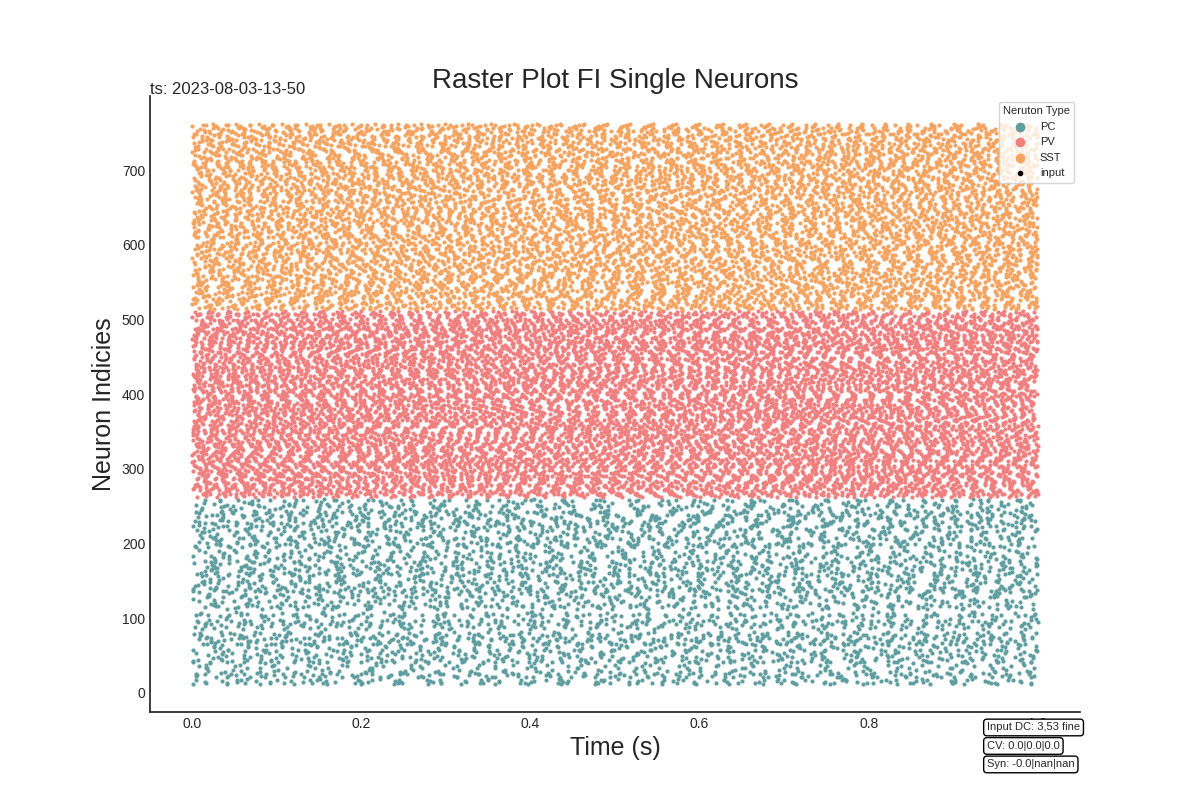 Raster Plot FI Single Neurons
ts: 2023-08-03-13-50
Neruton Type
PC
PV
SST
input
Neuron Indicies
700
600
500
400
300
200
100
0
0.0 0.2 0.4 0.6 0.8
Time (s)
Input DC: 3,53 fine
CV: 0.0|0.0|0.0
Syn: -0.0|nan|nan